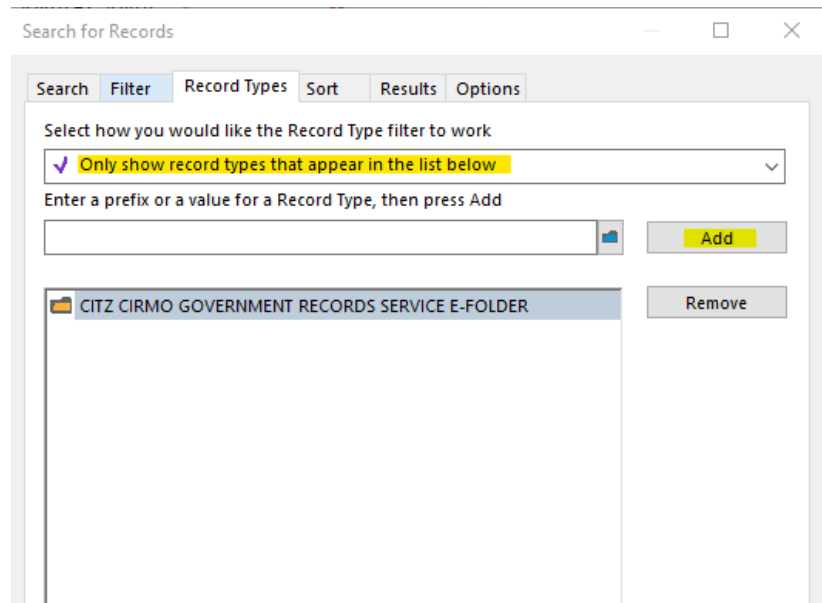 Search for Records
Search Filter Record Types Sort Results Options
Select how you would like the Record Type filter to work
Only show record types that appear in the list below
Enter a prefix or a value for a Record Type, then press Add
Add
CITZ CIRMO GOVERNMENT RECORDS SERVICE E-FOLDER
Remove